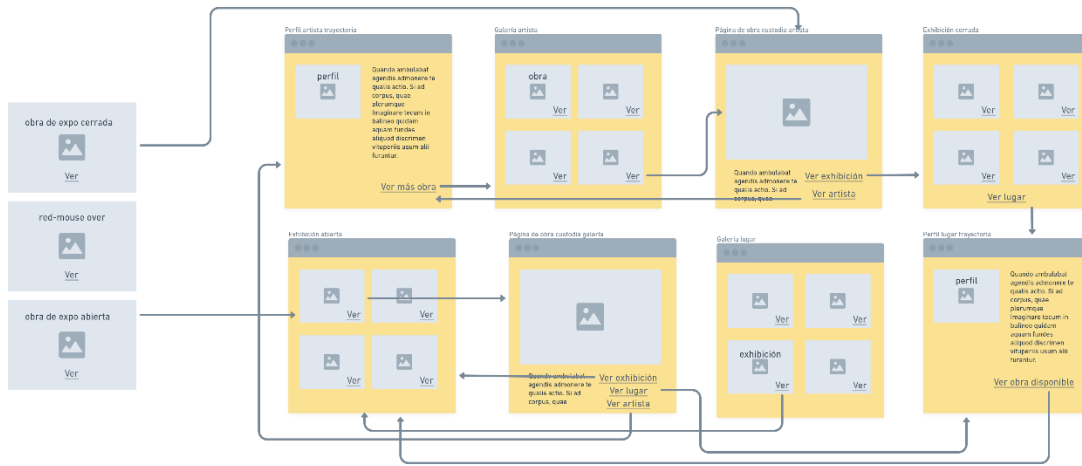 obra de expo cerrada
Ver
red-mouse over
Ver
obra de expo abierta
Ver
Perfil artista trayectoria
perfil
Quando ambulabat
agendis admonere te
qualis actio. Si ad
corpus, quae
plerumque
Imaginare tecum in
balineo quidam
aquam fundes
aliquod discrimen
vituperiis usum alii
furantur.
Ver más obra
Galería artista
obra
Ver
Ver
Ver
Ver
Página de obra custodia artista
Quando ambulabat
agendis admonere te
qualis actio. Si ad
corpus, quae
Ver exhibición
Ver artista
Exhibición cerrada
Ver
Ver
Ver
Ver
Ver lugar
Exhibición abierta
Ver
Ver
Ver
Ver
Página de obra custodia galería
Quando ambulabat
agendis admonere te
qualis actio. Si ad
corpus, quae
Ver exhibición
Ver lugar
Ver artista
Galería lugar
Ver
Ver
exhibición
Ver
Ver
Perfil lugar trayectoria
perfil
Quando ambulabat
agendis admonere te
qualis actio. Si ad
corpus, quae
plerumque
Imaginare tecum in
balineo quidam
aquam fundes
aliquod discrimen
vituperiis usum alii
furantur.
Ver obra disponible